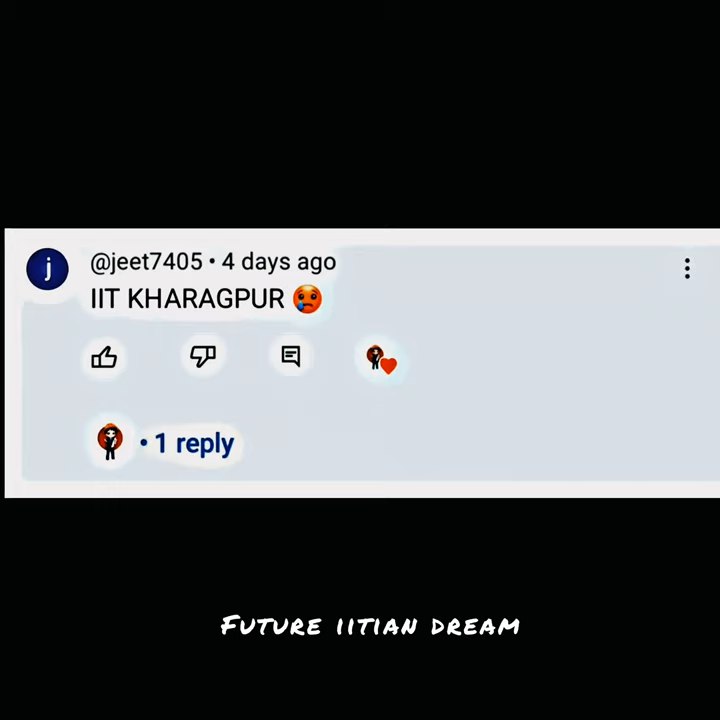 j
@jeet7405 • 4 days ago
IIT KHARAGPUR 😢
• 1 reply
FUTURE IITIAN DREAM